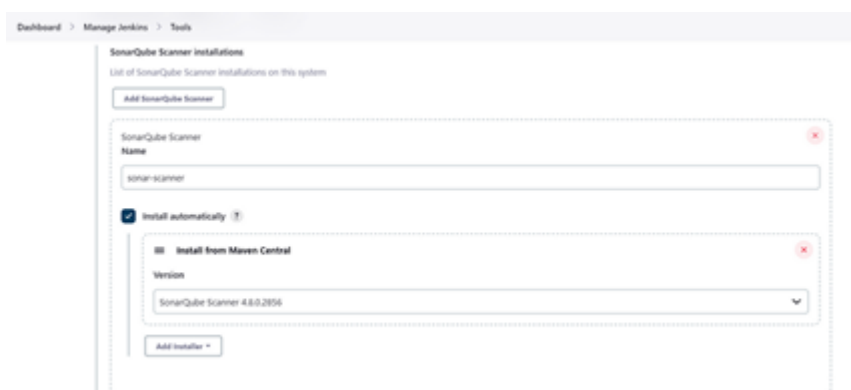 Dashboard > Manage Jenkins > Tools
SonarQube Scanner installations
List of SonarQube Scanner installations on this system
Add SonarQube Scanner
SonarQube Scanner
Name
sonar-scanner
Install automatically ?
Install from Maven Central
Version
SonarQube Scanner 4.8.0.2856
Add Installer